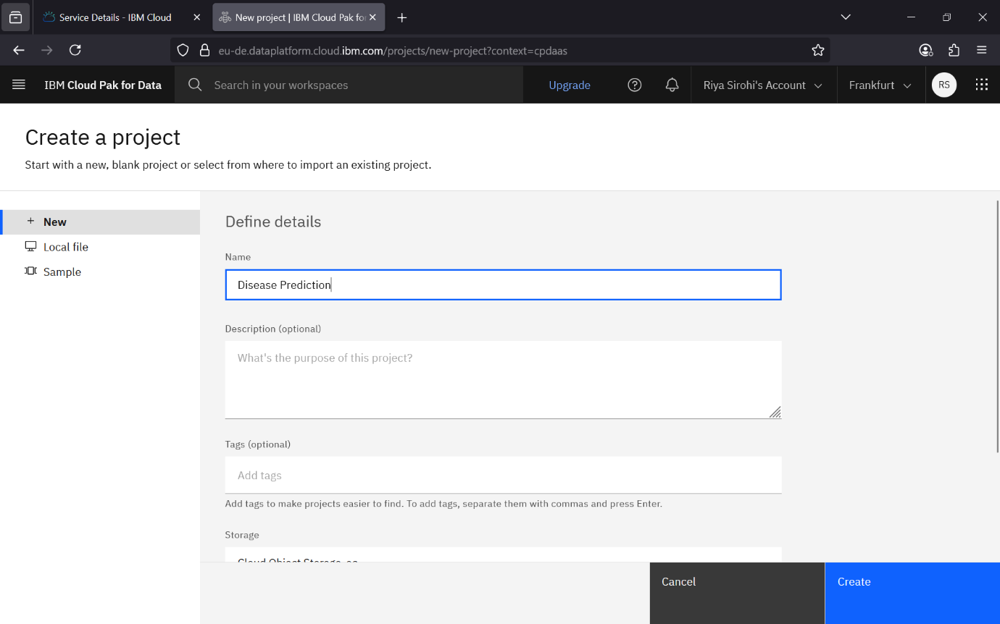 Service Details - IBM Cloud
New project | IBM Cloud Pak fo
eu-de.dataplatform.cloud.ibm.com/projects/new-project?context=cpdaas
IBM Cloud Pak for Data
Search in your workspaces
Upgrade
Riya Sirohi's Account
Frankfurt
RS
Create a project
Start with a new, blank project or select from where to import an existing project.
New
Local file
Sample
Define details
Name
Disease Prediction
Description (optional)
What's the purpose of this project?
Tags (optional)
Add tags
Add tags to make projects easier to find. To add tags, separate them with commas and press Enter.
Storage
Cloud Object Storage
Cancel
Create